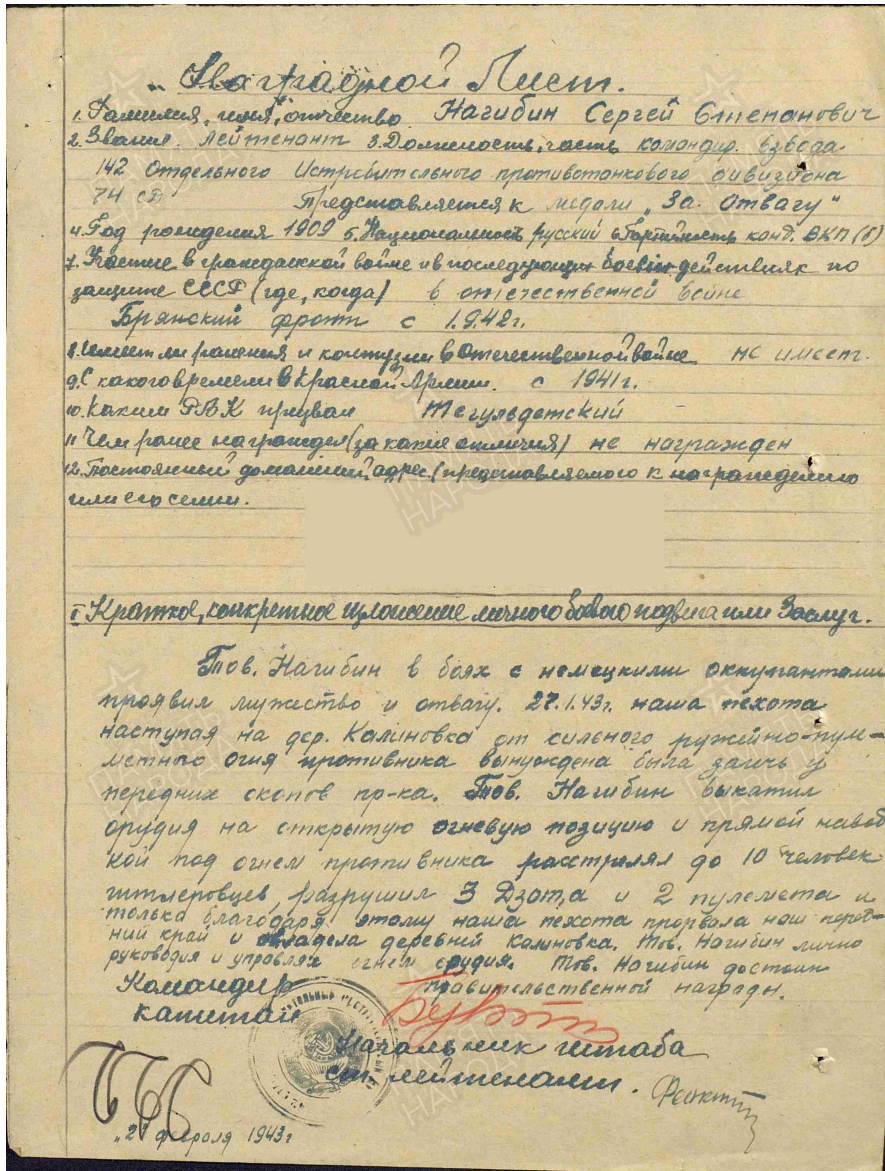 Наградной Лист.
1. Фамилия, имя, отчество Нагибин Сергей Степанович
2. Звание. Лейтенант 3. Должность, часть командир взвода
142 Отдельного Истребительного противотанкового дивизиона
74 СД Представляется к медали „За Отвагу"
4. Год рождения 1909 5. Национальность русский 6 Партийность канд. ВКП(б)
7. Участие в гражданской войне и в последующих боевых действиях по
защите СССР (где, когда) в отечественной войне
Брянский фронт с 1.9.42г.
8. Имеет ли ранения и контузии в Отечественной войне не имеет.
9. С какого времени в Красной Армии. с 1941г.
10. Каким РВК призван Тегульдетский
11 Чем ранее награжден (за какие отличия) не награжден
12. Постоянный домашний адрес (представляемого к награждению
или его семьи.
I Краткое, конкретное изложение личного боевого подвига или Заслуг.
Тов. Нагибин в боях с немецкими оккупантами
проявил мужество и отвагу. 27.1.43г. наша пехота
наступая на дер. Калиновка от сильного ружейно-пуле-
метного огня противника вынуждена была залечь у
передних окопов пр-ка. Тов. Нагибин выкатил
орудия на открытую огневую позицию и прямой навод
кой под огнем противника расстрелял до 10 человек
гитлеровцев, разрушил 3 Дзота и 2 пулемета и
только благодаря этому наша пехота прорвала наш перед-
ний край и овладела деревней Калиновка. Тов. Нагибин лично
руководил и управлял огнем орудия. Тов. Нагибин достоин
правительственной награды.
Командир
капитан
Начальник штаба
ст. лейтенант.
„2" февраля 1943г